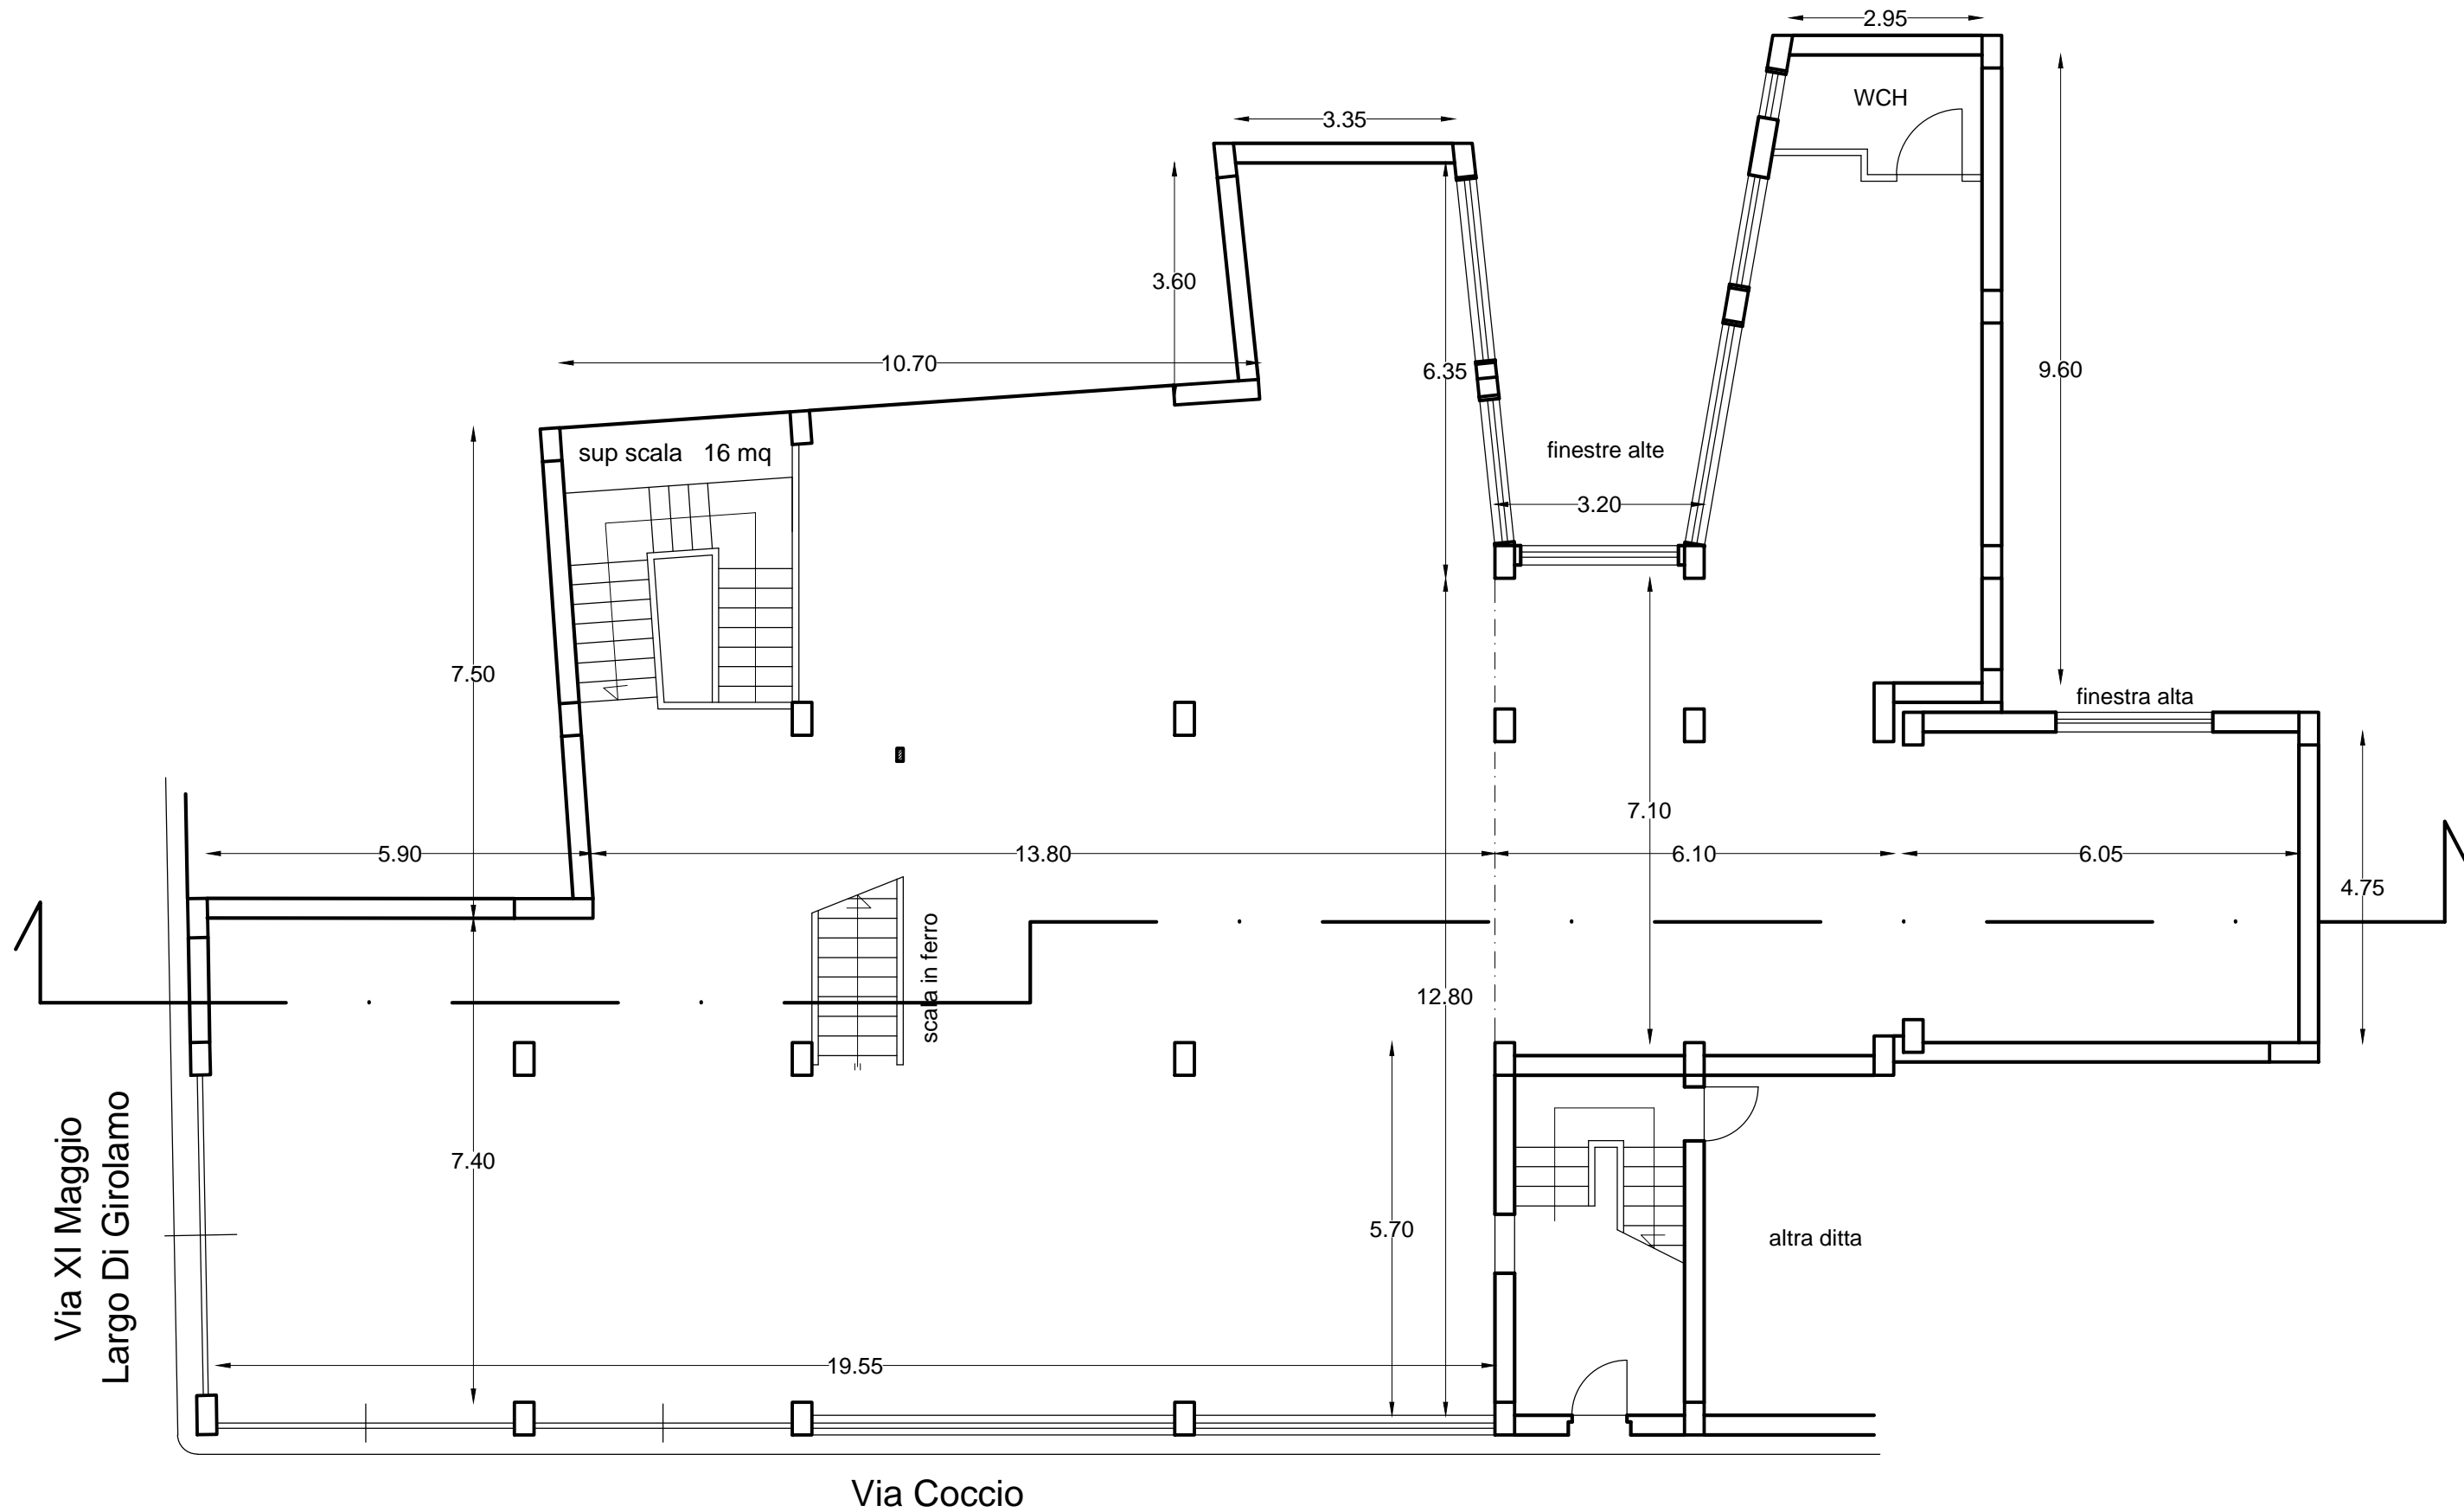 2.95
WCH
3.35
3.60
10.70
6.35
9.60
sup scala 16 mq
finestre alte
3.20
7.50
finestra alta
7.10
5.90
13.80
6.10
6.05
4.75
scala in ferro
12.80
Via XI Maggio
Largo Di Girolamo
7.40
5.70
altra ditta
19.55
Via Coccio